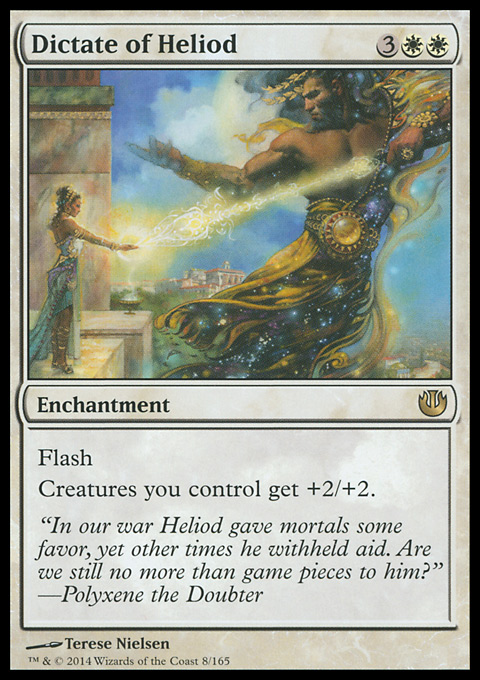 Dictate of Heliod 3
Enchantment
Flash
Creatures you control get +2/+2.
“In our war Heliod gave mortals some
favor, yet other times he withheld aid. Are
we still no more than game pieces to him?”
—Polyxene the Doubter
Terese Nielsen
™ & © 2014 Wizards of the Coast 8/165